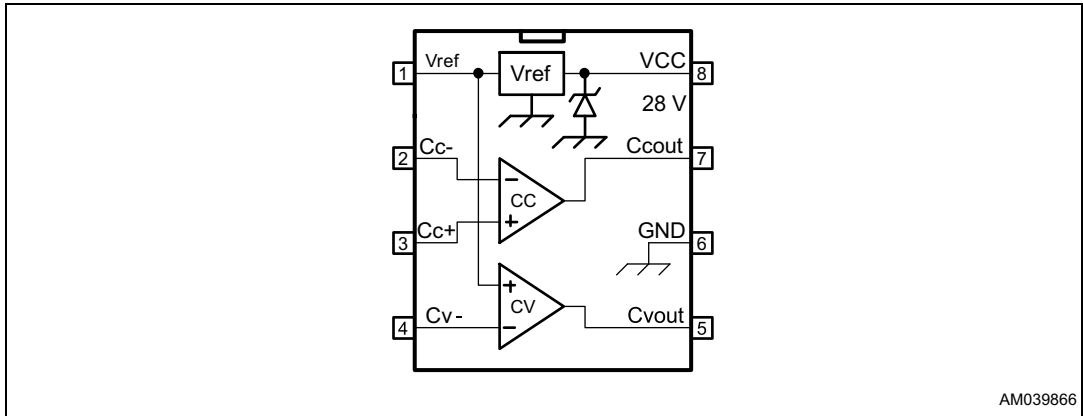 Vref
Vref
VCC
1
8
28 V
Cc-
Ccout
2
7
−
CC
Cc+
+
GND
3
6
+
CV
Cv -
−
Cvout
4
5
AM039866